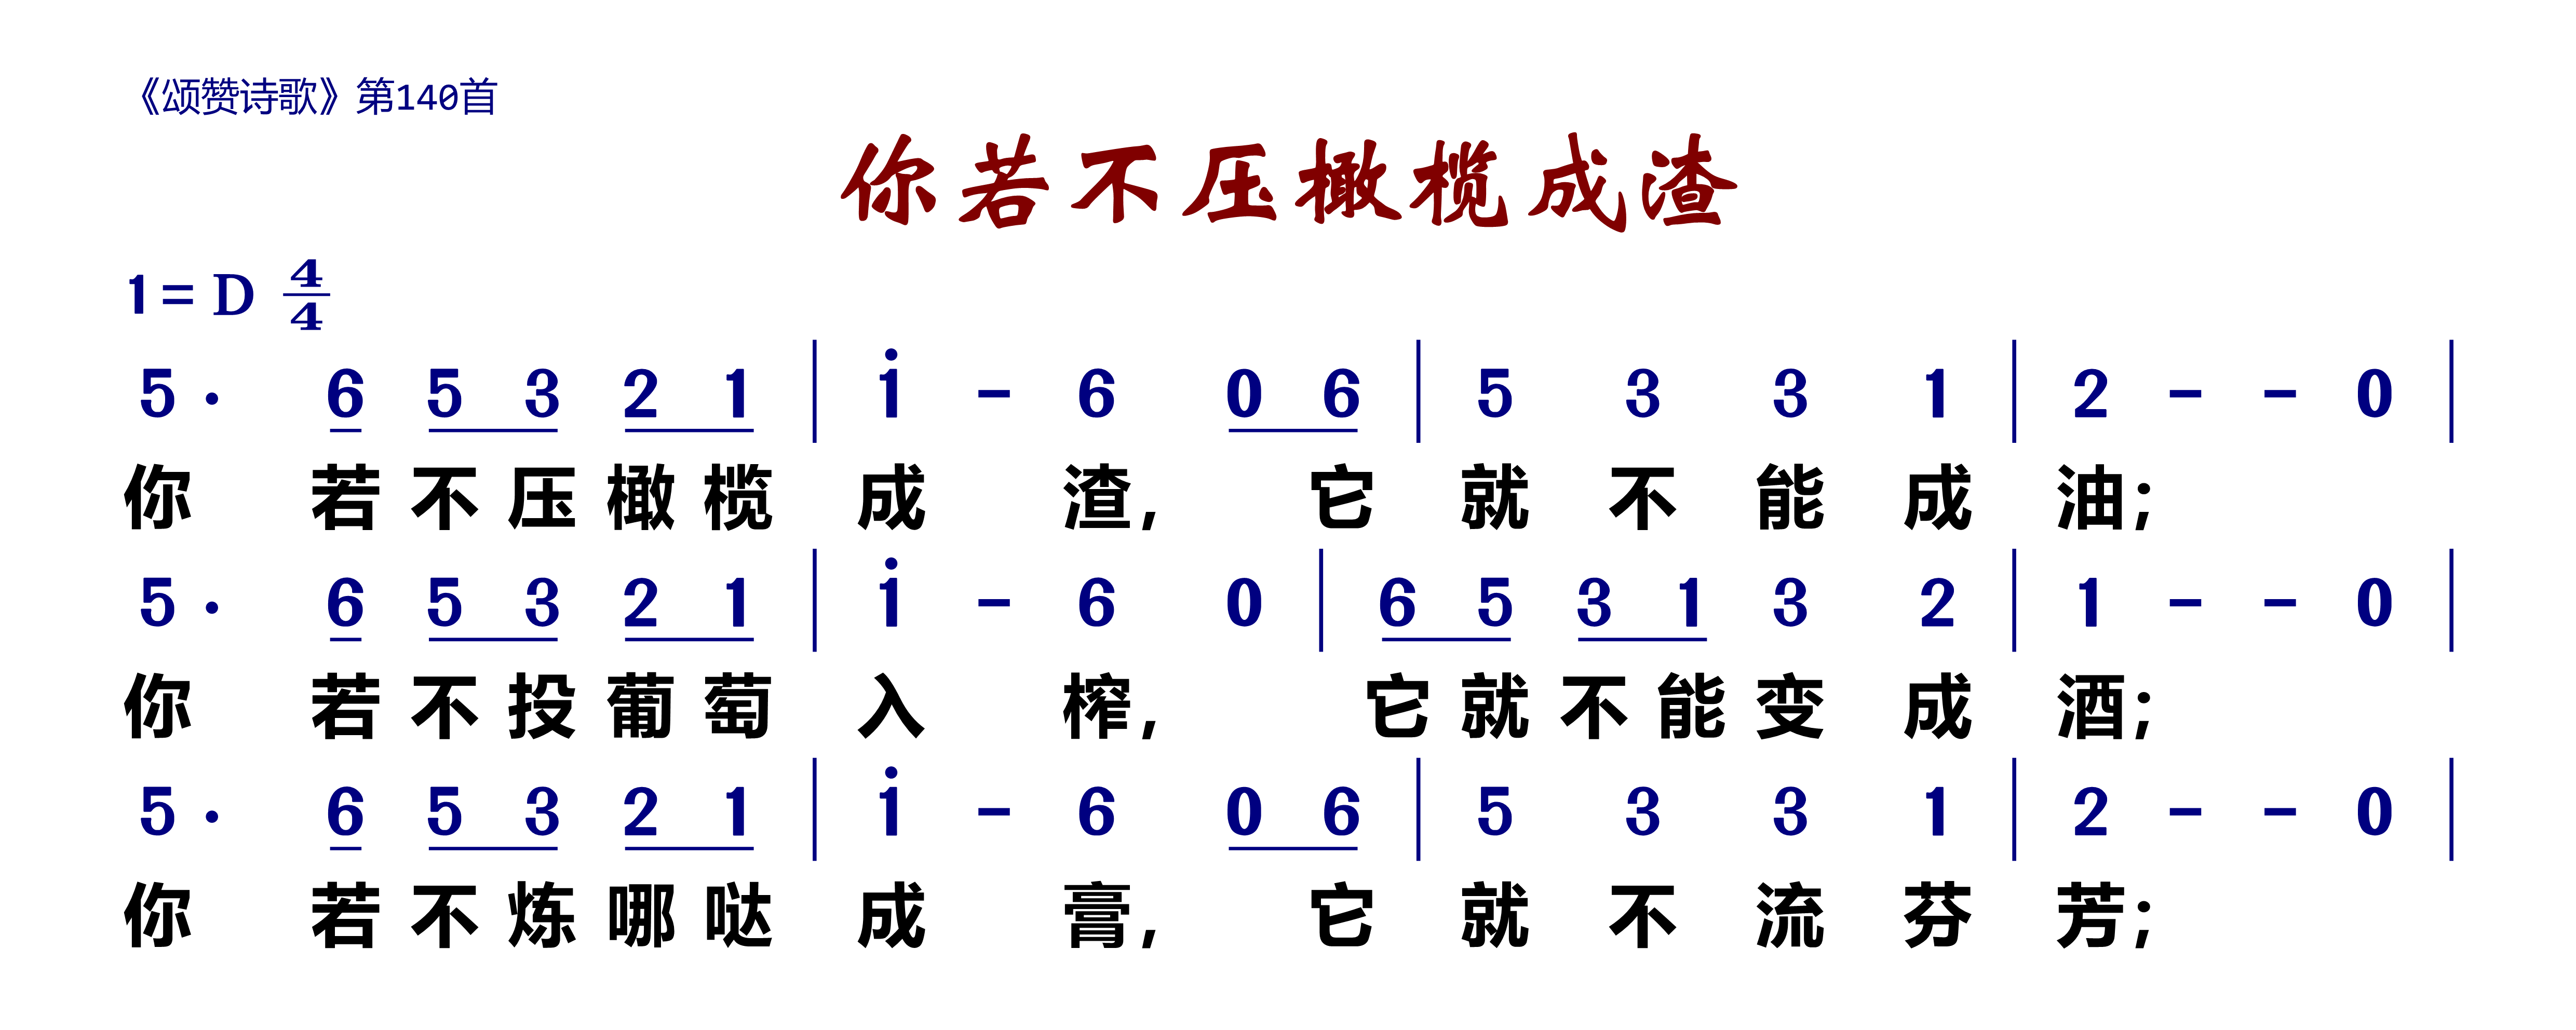 《颂赞诗歌》第140首
你若不压橄榄成渣
1 = D 4/4
5 · 6 5 3 2 1 | i - 6 0 6 | 5 3 3 1 | 2 - - 0 |
你 若 不 压 橄 榄 成 渣, 它 就 不 能 成 油;
5 · 6 5 3 2 1 | i - 6 0 | 6 5 3 1 3 2 | 1 - - 0 |
你 若 不 投 葡 萄 入 榨, 它 就 不 能 变 成 酒;
5 · 6 5 3 2 1 | i - 6 0 6 | 5 3 3 1 | 2 - - 0 |
你 若 不 炼 哪 哒 成 膏, 它 就 不 流 芬 芳;